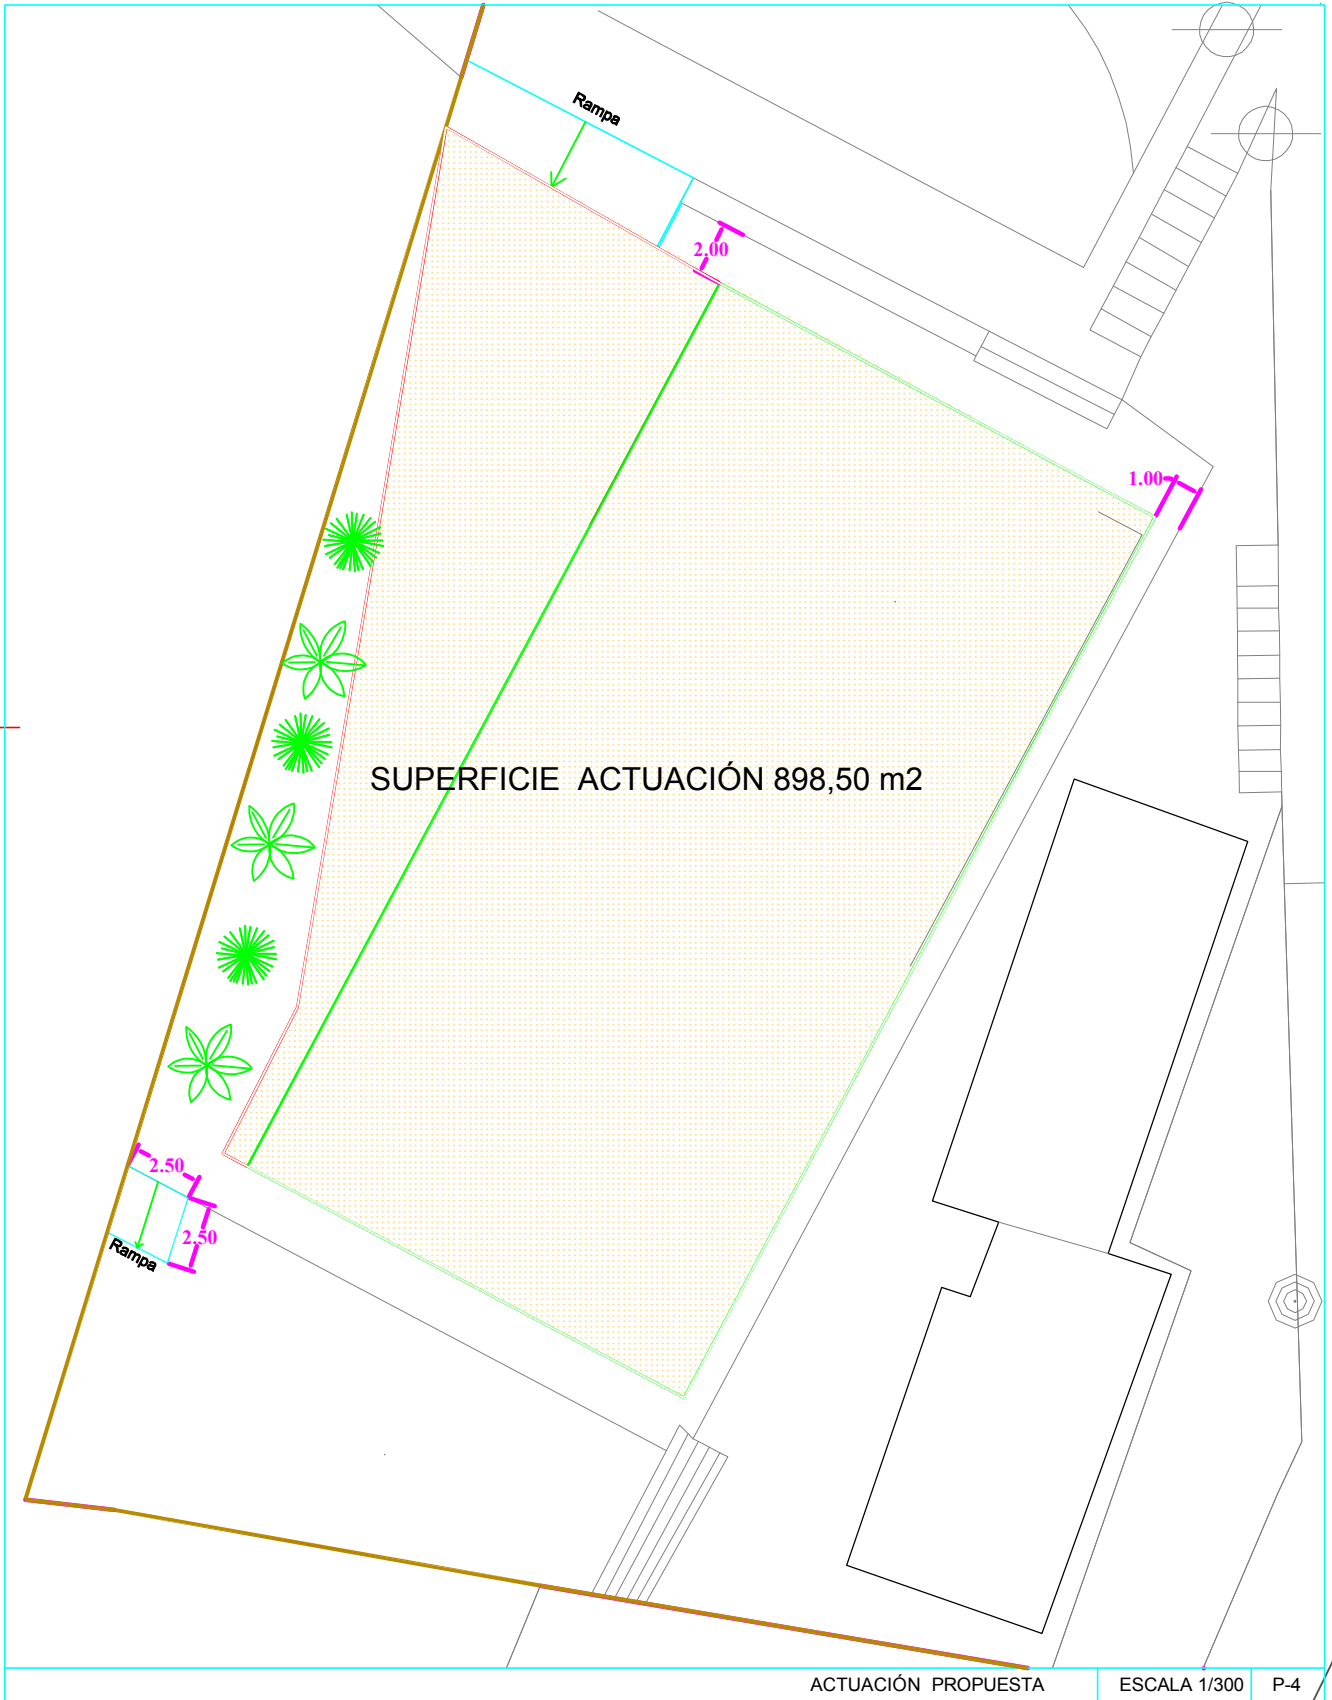 Rampa
2.00
1.00
SUPERFICIE ACTUACIÓN 898,50 m2
2.50
2.50
Rampa
ACTUACIÓN PROPUESTA ESCALA 1/300 P-4